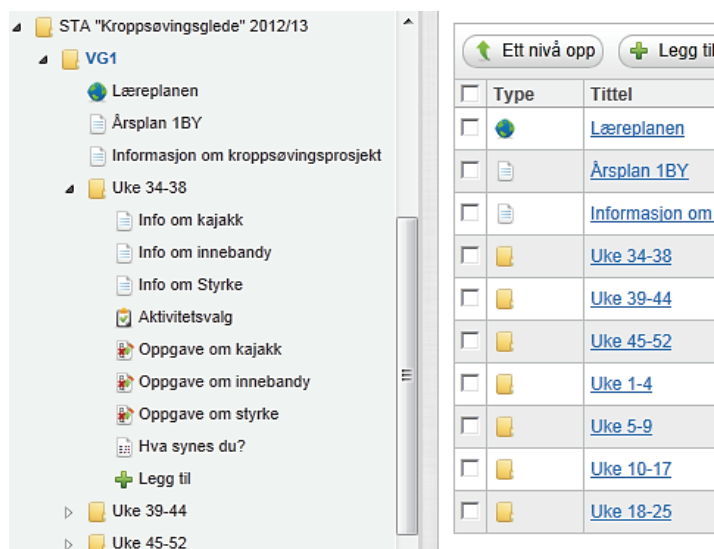 STA "Kroppsøvingsglede" 2012/13
VG1
Læreplanen
Årsplan 1BY
Informasjon om kroppsøvingsprosjekt
Uke 34-38
Info om kajakk
Info om innebandy
Info om Styrke
Aktivitetsvalg
Oppgave om kajakk
Oppgave om innebandy
Oppgave om styrke
Hva synes du?
Legg til
Uke 39-44
Uke 45-52
Ett nivå opp
Legg til
Type Tittel
Læreplanen
Årsplan 1BY
Informasjon om
Uke 34-38
Uke 39-44
Uke 45-52
Uke 1-4
Uke 5-9
Uke 10-17
Uke 18-25